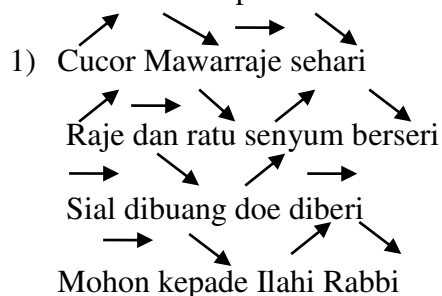 1) Cucor Mawarraje sehari
Raje dan ratu senyum berseri
Sial dibuang doe diberi
Mohon kepade Ilahi Rabbi